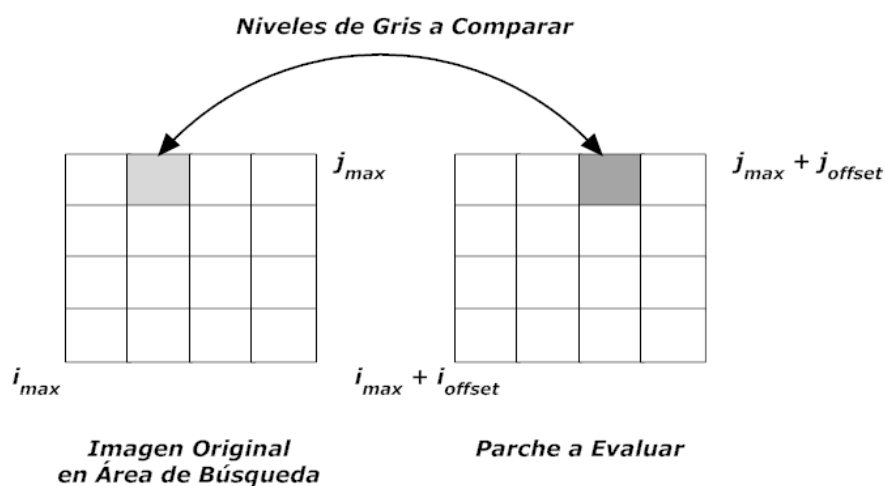 Niveles de Gris a Comparar
j_max
j_max + j_offset
i_max
i_max + i_offset
Imagen Original
en Área de Búsqueda
Parche a Evaluar